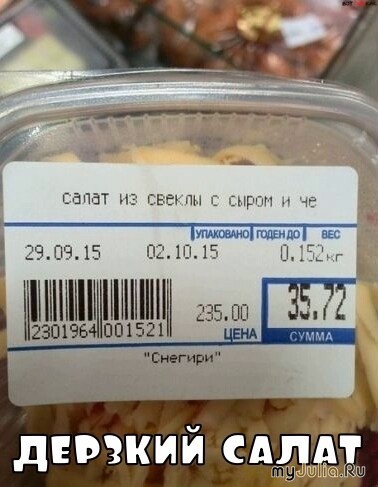 салат из свеклы с сыром и че
УПАКОВАНО ГОДЕН ДО ВЕС
29.09.15 02.10.15 0.152кг
235.00 35.72
ЦЕНА СУММА
2301964 001521
"Снегири"
ДЕРЗКИЙ САЛАТ
myJulia.Ru